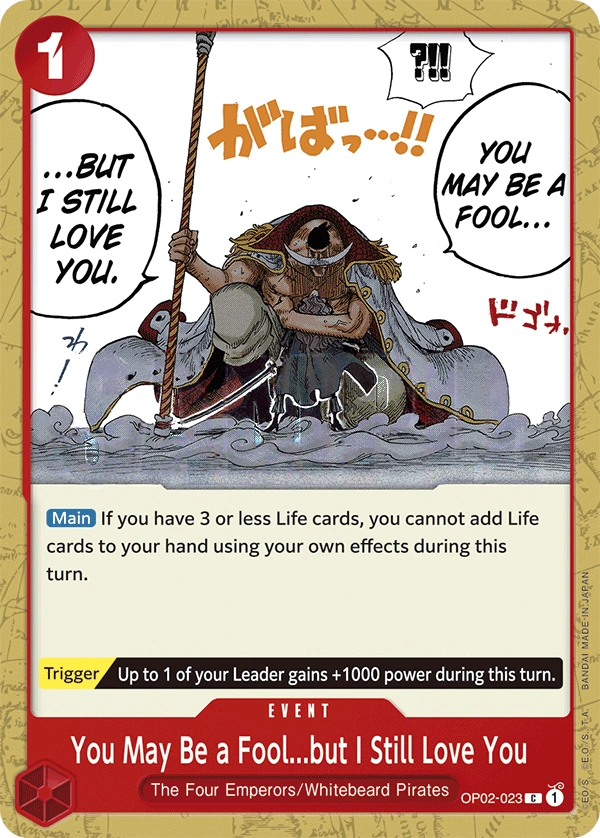 1
?!!
がばっ…!!
YOU
MAY BE A
FOOL...
...BUT
I STILL
LOVE
YOU.
ドゴォ
Main If you have 3 or less Life cards, you cannot add Life
cards to your hand using your own effects during this
turn.
Trigger Up to 1 of your Leader gains +1000 power during this turn.
EVENT
You May Be a Fool...but I Still Love You
The Four Emperors/Whitebeard Pirates
OP02-023 C 1
BANDAI MADE IN JAPAN